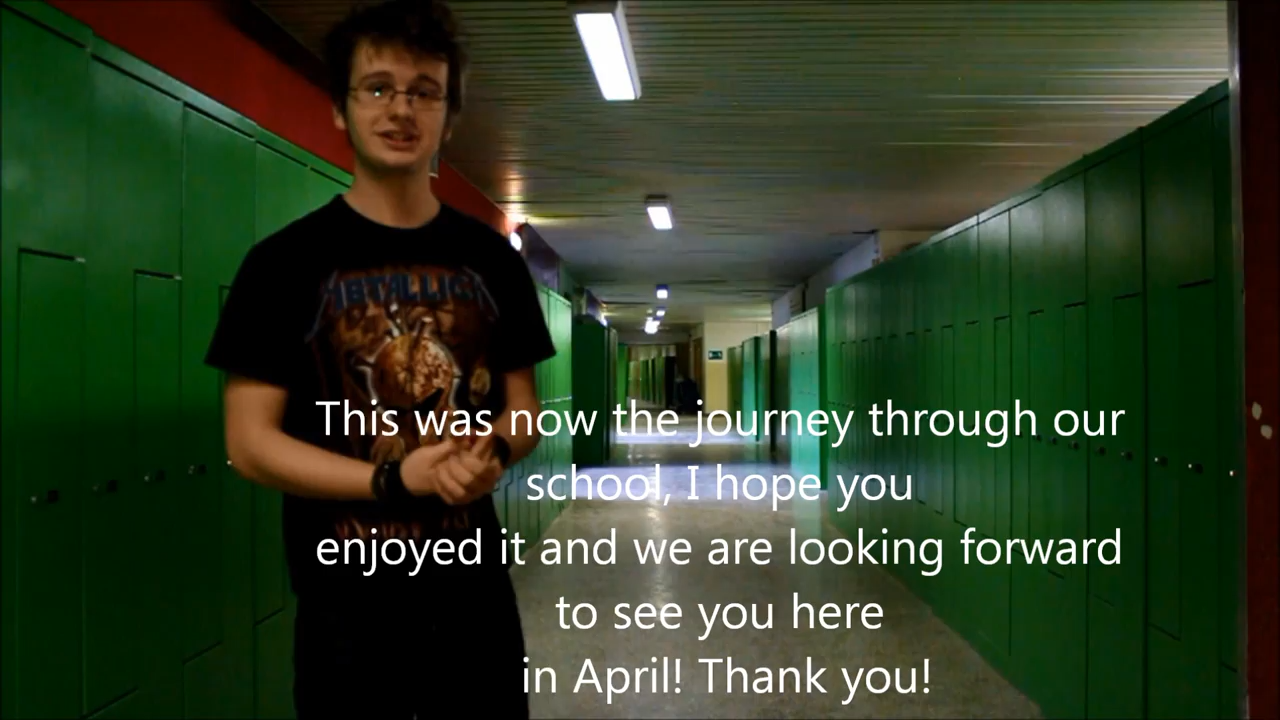 METALLICA
This was now the journey through our
school, I hope you
enjoyed it and we are looking forward
to see you here
in April! Thank you!